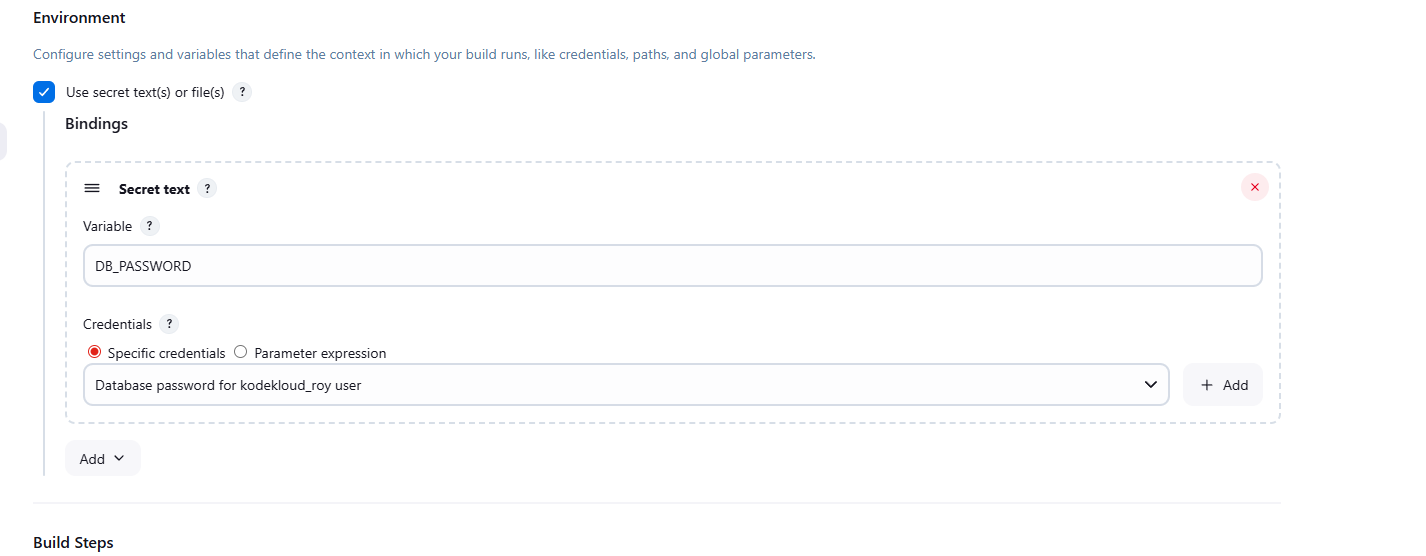 Environment
Configure settings and variables that define the context in which your build runs, like credentials, paths, and global parameters.
Use secret text(s) or file(s) ?
Bindings
Secret text ?
Variable ?
DB_PASSWORD
Credentials ?
Specific credentials Parameter expression
Database password for kodekloud_roy user
+ Add
Add
Build Steps